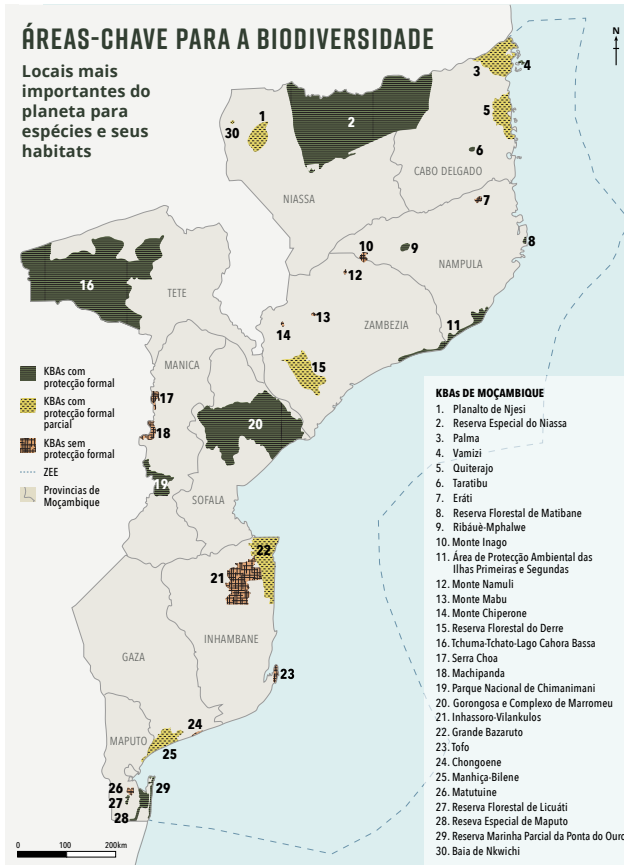 ÁREAS-CHAVE PARA A BIODIVERSIDADE
Locais mais
importantes do
planeta para
espécies e seus
habitats
N
3
4
1
30
2
5
6
CABO DELGADO
NIASSA
7
10
9
8
NAMPULA
12
16
TETE
13
14
ZAMBEZIA
11
MANICA
15
KBAs com
protecção formal
KBAs com
protecção formal
parcial
KBAs sem
protecção formal
ZEE
Provincias de
Moçambique
17
18
20
19
SOFALA
22
21
INHAMBANE
GAZA
23
24
MAPUTO
25
26
27
28
29
0 100 200km
KBAs DE MOÇAMBIQUE
1. Planalto de Njesi
2. Reserva Especial do Niassa
3. Palma
4. Vamizi
5. Quiterajo
6. Taratibu
7. Eráti
8. Reserva Florestal de Matibane
9. Ribáuè-Mphalwe
10. Monte Inago
11. Área de Protecção Ambiental das
Ilhas Primeiras e Segundas
12. Monte Namuli
13. Monte Mabu
14. Monte Chiperone
15. Reserva Florestal do Derre
16. Tchuma-Tchato-Lago Cahora Bassa
17. Serra Choa
18. Machipanda
19. Parque Nacional de Chimanimani
20. Gorongosa e Complexo de Marromeu
21. Inhassoro-Vilankulos
22. Grande Bazaruto
23. Tofo
24. Chongoene
25. Manhiça-Bilene
26. Matutuine
27. Reserva Florestal de Licuáti
28. Reseva Especial de Maputo
29. Reserva Marinha Parcial da Ponta do Ouro
30. Baia de Nkwichi